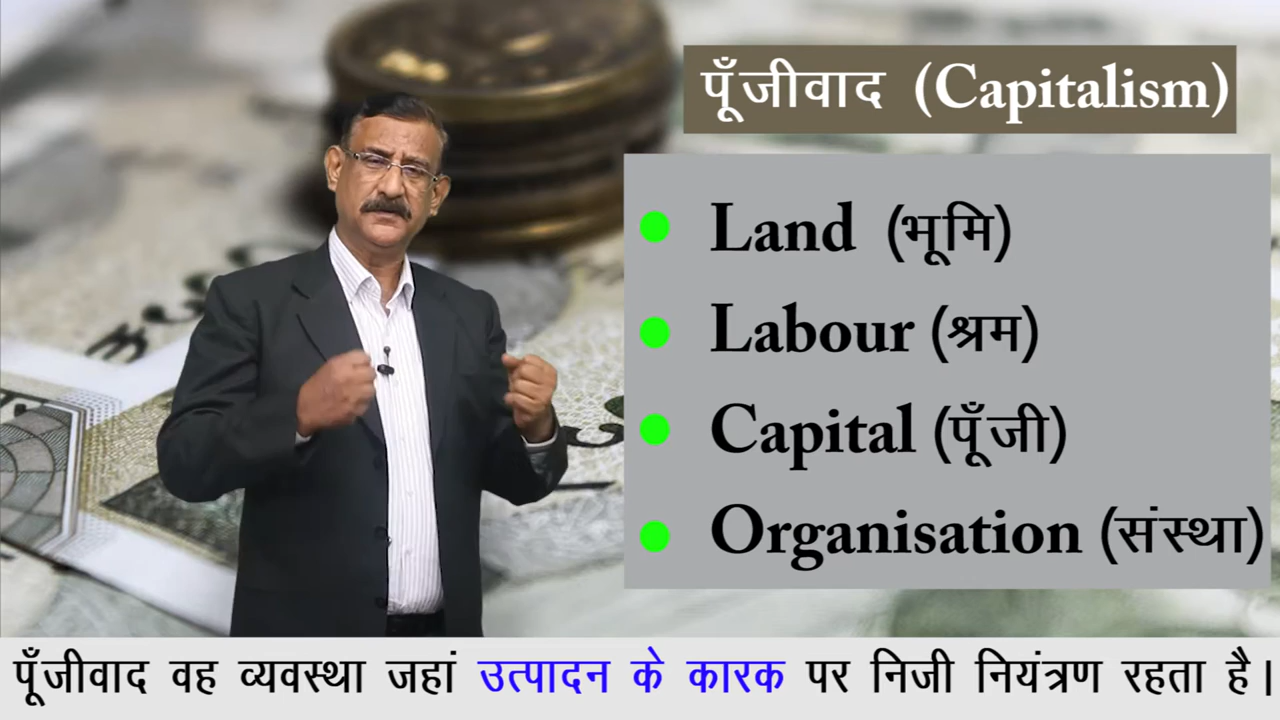 पूँजीवाद (Capitalism)
Land (भूमि)
Labour (श्रम)
Capital (पूँजी)
Organisation (संस्था)
पूँजीवाद वह व्यवस्था जहां उत्पादन के कारक पर निजी नियंत्रण रहता है।